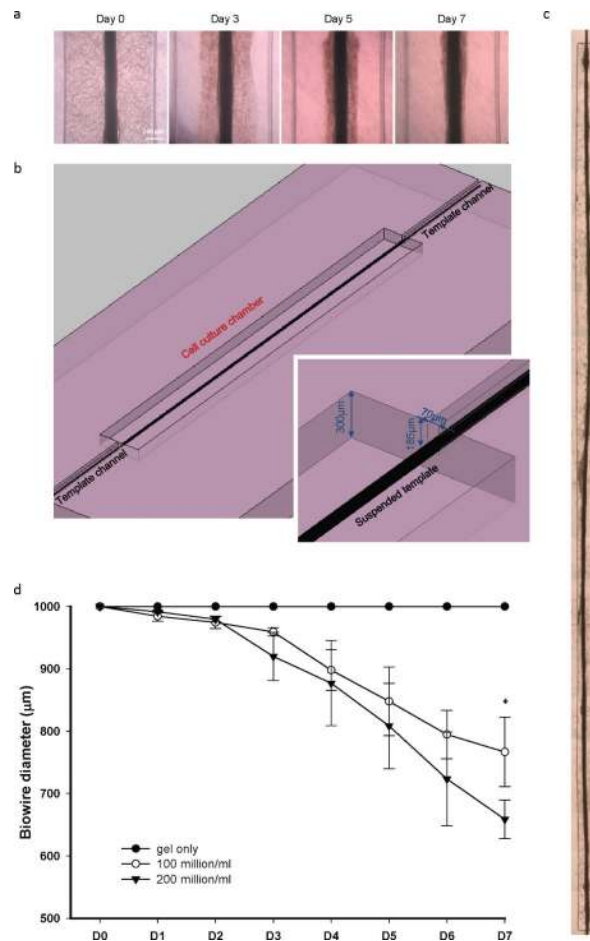 a
Day 0 Day 3 Day 5 Day 7
c
b
Template channel
Cell culture chamber
Template channel
300µm
185µm
70µm
Suspended template
d
Biowire diameter (µm)
1000
900
800
700
600
500
*
gel only
100 million/ml
200 million/ml
D0 D1 D2 D3 D4 D5 D6 D7